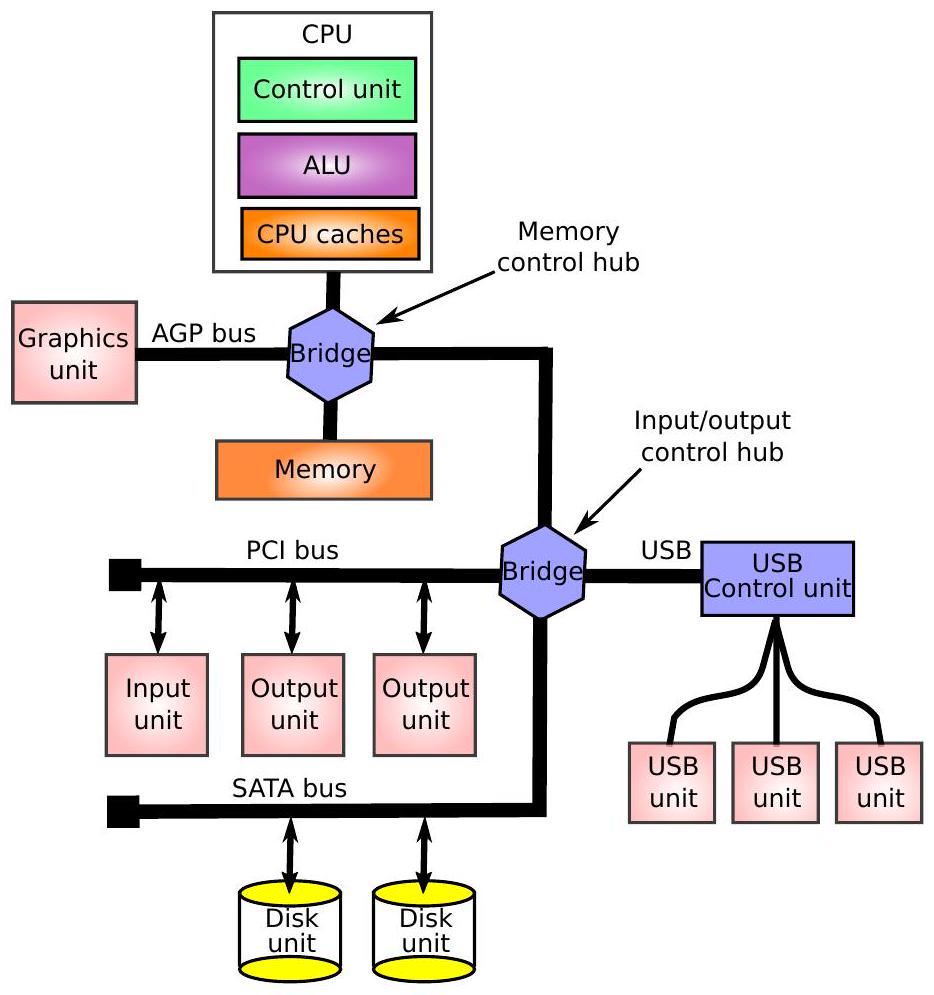 CPU
Control unit
ALU
CPU caches
Memory
control hub
Graphics
unit
AGP bus
Bridge
Memory
Input/output
control hub
PCI bus
Bridge
USB
USB
Control unit
Input
unit
Output
unit
Output
unit
USB
unit
USB
unit
USB
unit
SATA bus
Disk
unit
Disk
unit